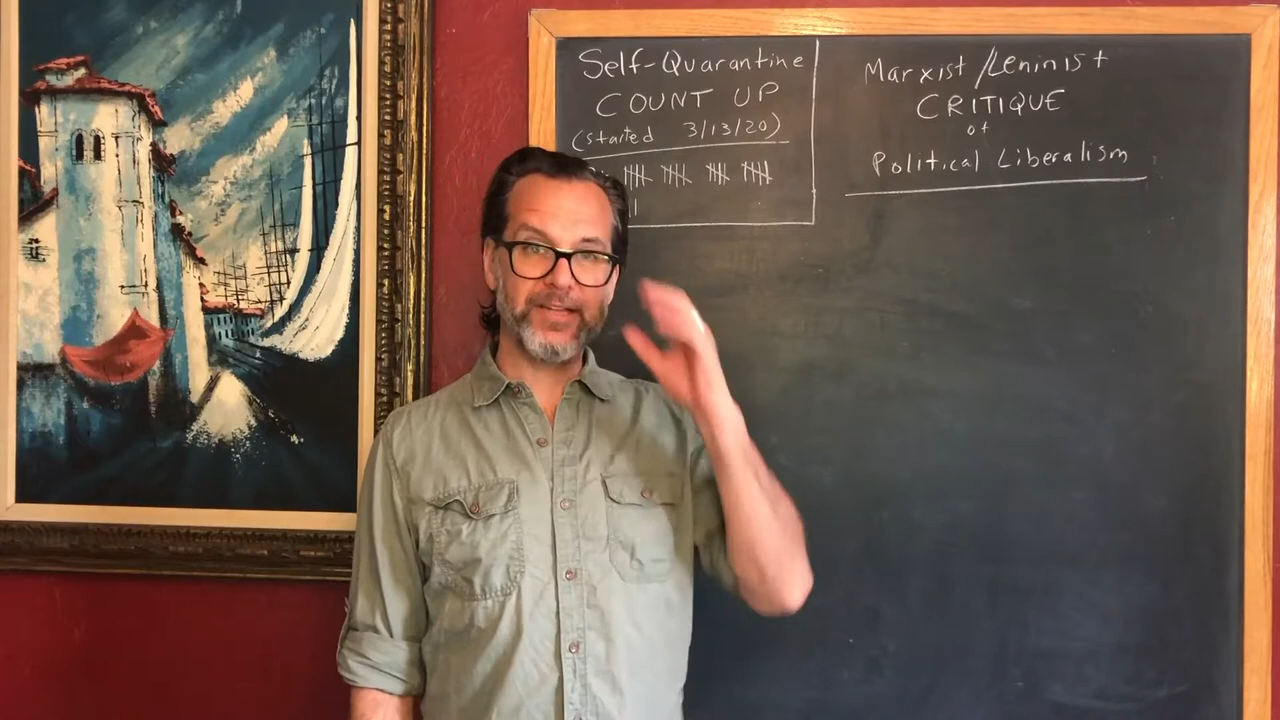 Self-Quarantine
COUNT UP
(started 3/13/20)
Marxist/Leninist
CRITIQUE
of
Political Liberalism